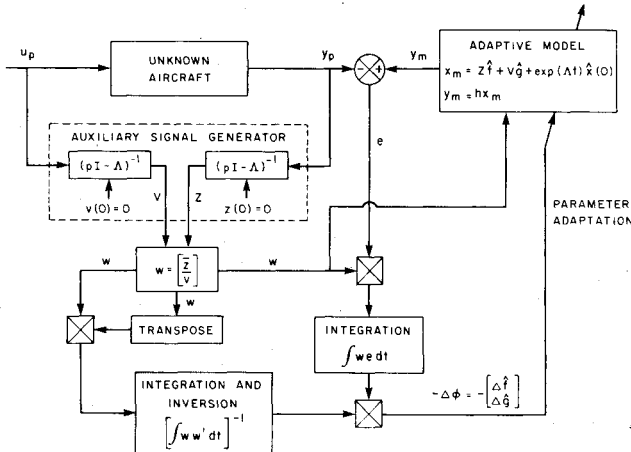 u_p
UNKNOWN
AIRCRAFT
y_p
- +
y_m
ADAPTIVE MODEL
x_m = Zf̂ + Vĝ + exp(Λt) x̂(0)
y_m = hx_m
AUXILIARY SIGNAL GENERATOR
(pI-Λ)^-1
(pI-Λ)^-1
v(0)=0
V
Z
z(0)=0
e
PARAMETER
ADAPTATION
w
w = [z/v]
w
w
TRANSPOSE
INTEGRATION
∫ we dt
INTEGRATION AND
INVERSION
[∫ww' dt]^-1
-Δφ = -[Δf̂ Δĝ]